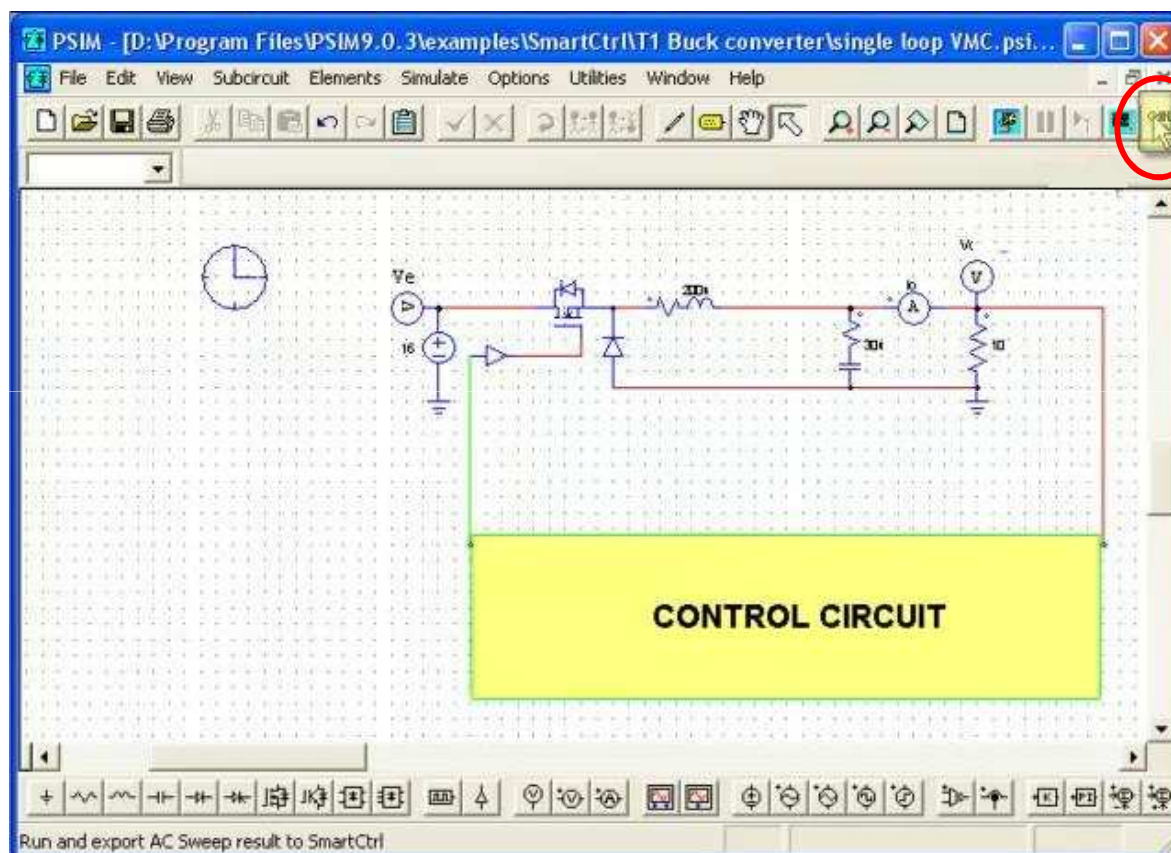 PSIM - [D:\Program Files\PSIM9.0.3\examples\SmartCtrl\T1 Buck converter\single loop VMC.psi...
File Edit View Subcircuit Elements Simulate Options Utilities Window Help
V
Ve
A
16
10
CONTROL CIRCUIT
Run and export AC Sweep result to SmartCtrl